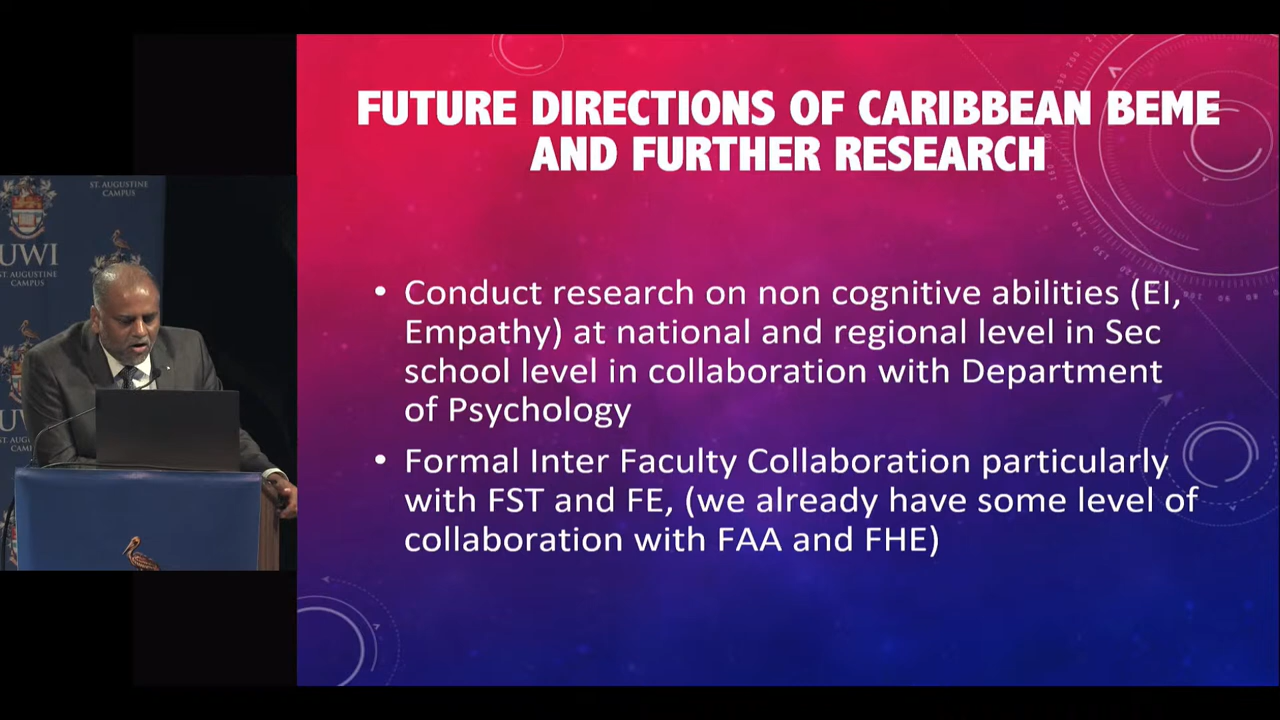 ST. AUGUSTINE
CAMPUS
UWI
ST. AUGUSTINE
CAMPUS
FUTURE DIRECTIONS OF CARIBBEAN BEME
AND FURTHER RESEARCH
• Conduct research on non cognitive abilities (EI,
Empathy) at national and regional level in Sec
school level in collaboration with Department
of Psychology
• Formal Inter Faculty Collaboration particularly
with FST and FE, (we already have some level of
collaboration with FAA and FHE)